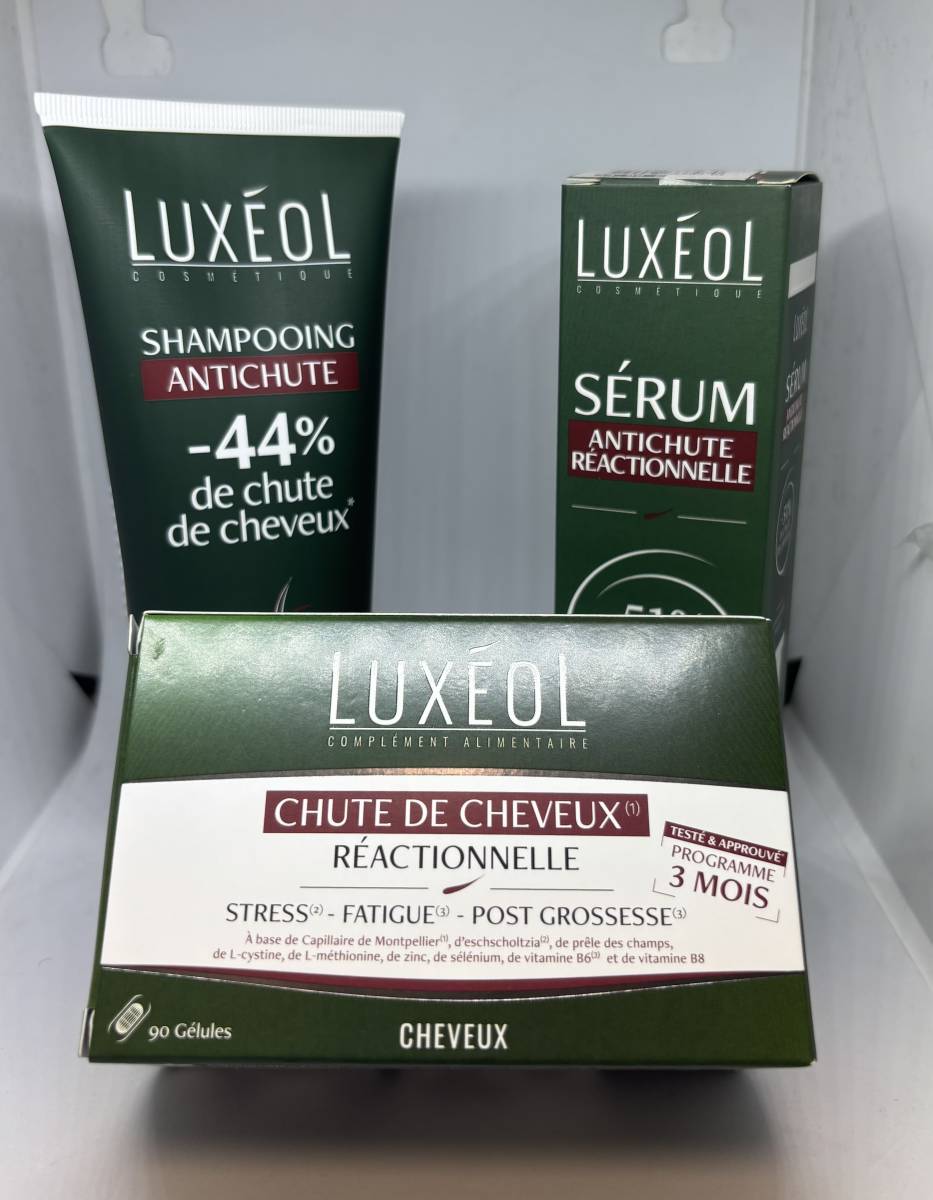 LUXÉOL
COSMÉTIQUE
SHAMPOOING
ANTICHUTE
-44%
de chute
de cheveux*
LUXÉOL
COSMÉTIQUE
SÉRUM
ANTICHUTE
RÉACTIONNELLE
51%
LUXÉOL
SÉRUM
LUXÉOL
COMPLÉMENT ALIMENTAIRE
CHUTE DE CHEVEUX(1)
RÉACTIONNELLE
TESTÉ & APPROUVÉ*
PROGRAMME
3 MOIS
STRESS(2) - FATIGUE(3) - POST GROSSESSE(3)
À base de Capillaire de Montpellier(1), d'eschscholtzia(2), de prêle des champs,
de L-cystine, de L-méthionine, de zinc, de sélénium, de vitamine B6(3) et de vitamine B8
90 Gélules
CHEVEUX